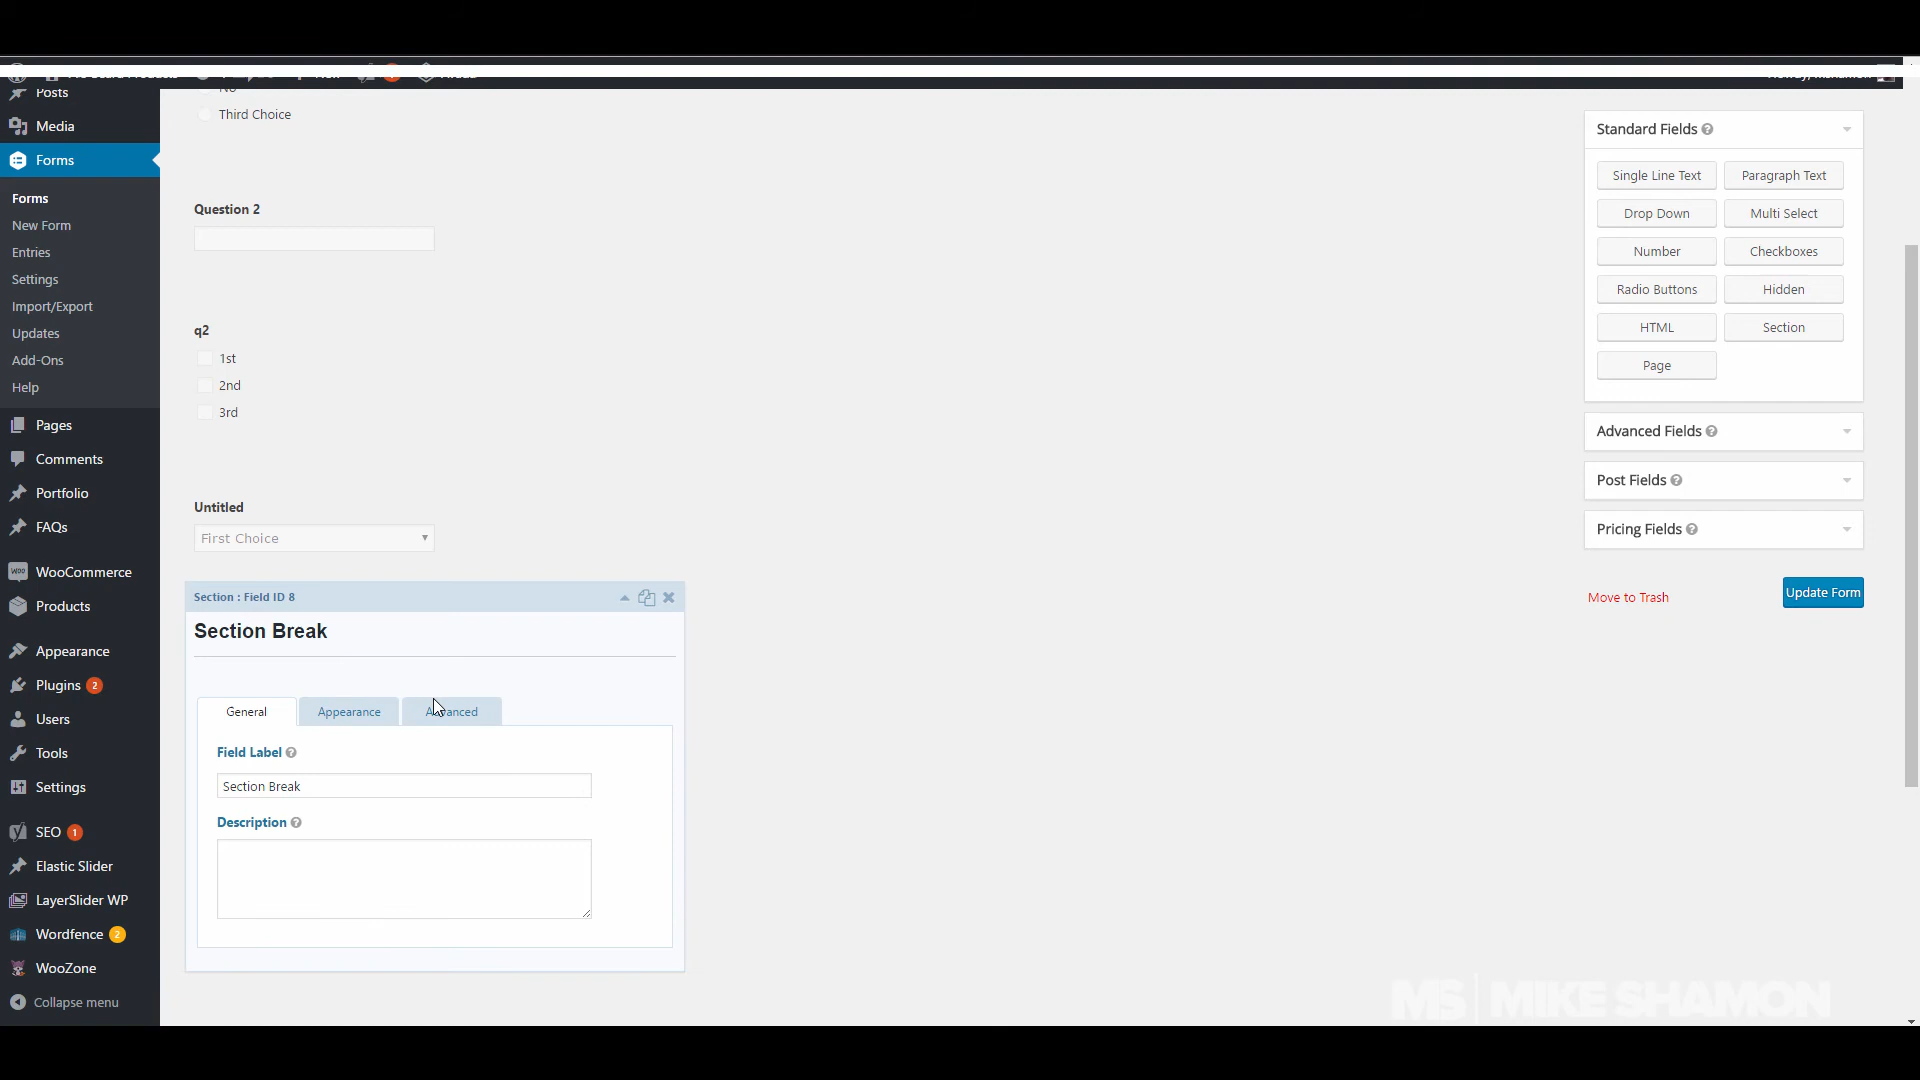 Posts
Media
Forms
Forms
New Form
Entries
Settings
Import/Export
Updates
Add-Ons
Help
Pages
Comments
Portfolio
FAQs
WooCommerce
Products
Appearance
Plugins 2
Users
Tools
Settings
SEO 1
Elastic Slider
LayerSlider WP
Wordfence 2
WooZone
Collapse menu
No
Third Choice
Question 2
q2
1st
2nd
3rd
Untitled
First Choice
Section : Field ID 8
Section Break
General Appearance Advanced
Field Label
Section Break
Description
Standard Fields
Single Line Text Paragraph Text
Drop Down Multi Select
Number Checkboxes
Radio Buttons Hidden
HTML Section
Page
Advanced Fields
Post Fields
Pricing Fields
Move to Trash Update Form
MS MIKE SHAMON